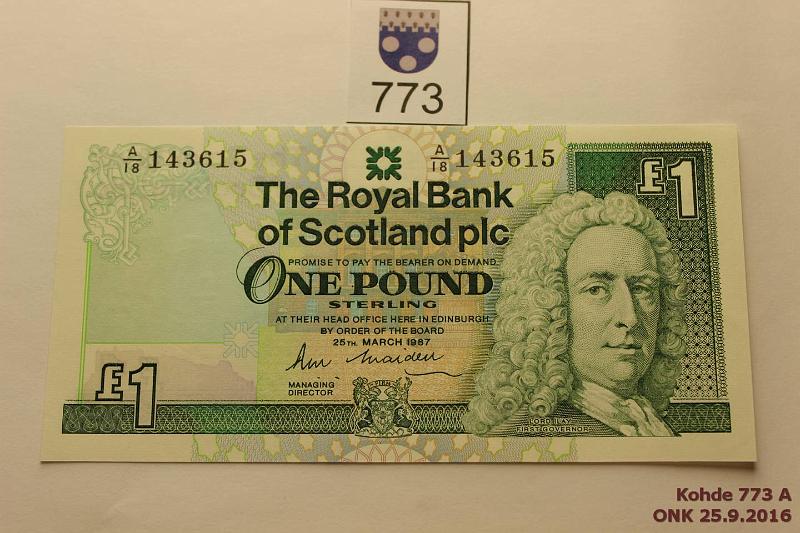 773
A/18 143615
A/18 143615
£1
The Royal Bank
of Scotland plc
PROMISE TO PAY THE BEARER ON DEMAND
ONE POUND
STERLING
AT THEIR HEAD OFFICE HERE IN EDINBURGH
BY ORDER OF THE BOARD
25TH. MARCH 1987
MANAGING
DIRECTOR
£1
LORD ILAY
FIRST GOVERNOR
Kohde 773 A
ONK 25.9.2016